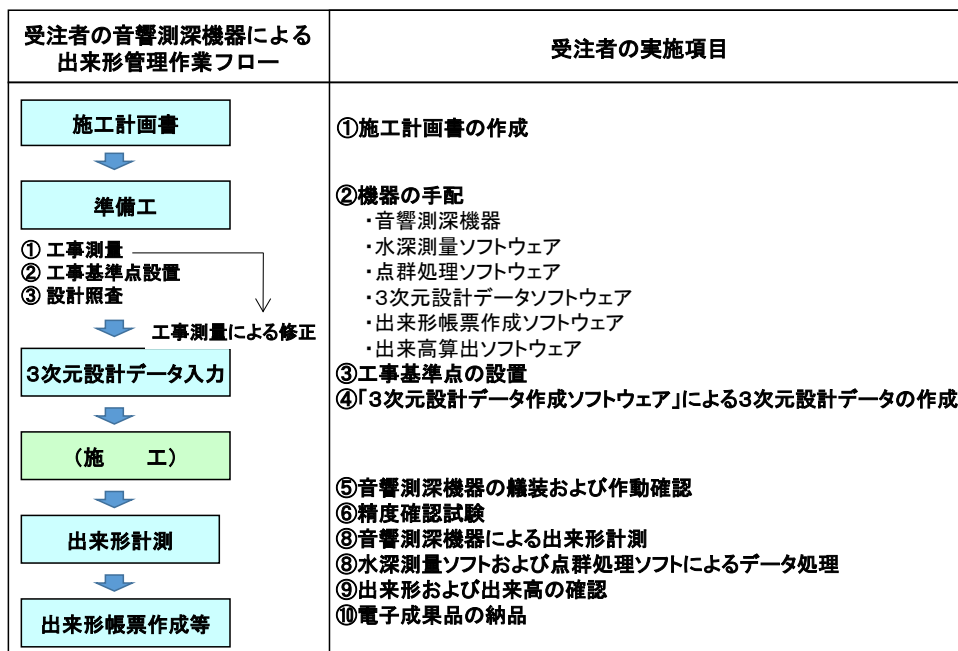 受注者の音響測深機器による
出来形管理作業フロー
受注者の実施項目
施工計画書
準備工
① 工事測量
② 工事基準点設置
③ 設計照査
工事測量による修正
3次元設計データ入力
(施　　工)
出来形計測
出来形帳票作成等
①施工計画書の作成
②機器の手配
・音響測深機器
・水深測量ソフトウェア
・点群処理ソフトウェア
・3次元設計データソフトウェア
・出来形帳票作成ソフトウェア
・出来高算出ソフトウェア
③工事基準点の設置
④「3次元設計データ作成ソフトウェア」による3次元設計データの作成
⑤音響測深機器の艤装および作動確認
⑥精度確認試験
⑧音響測深機器による出来形計測
⑧水深測量ソフトおよび点群処理ソフトによるデータ処理
⑨出来形および出来高の確認
⑩電子成果品の納品